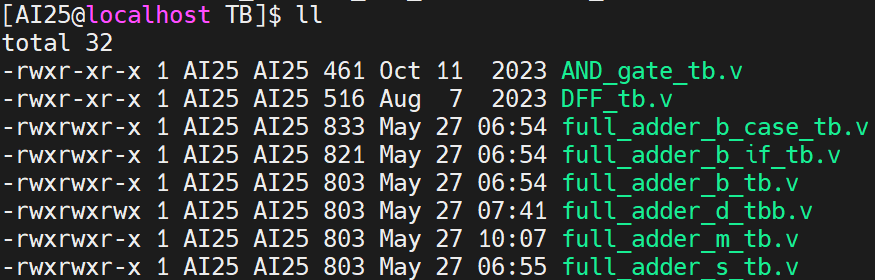 [AI25@localhost TB]$ ll
total 32
-rwxr-xr-x 1 AI25 AI25 461 Oct 11  2023 AND_gate_tb.v
-rwxrwxr-x 1 AI25 AI25 516 Aug  7  2023 DFF_tb.v
-rwxrwxr-x 1 AI25 AI25 833 May 27 06:54 full_adder_b_case_tb.v
-rwxrwxr-x 1 AI25 AI25 821 May 27 06:54 full_adder_b_if_tb.v
-rwxrwxr-x 1 AI25 AI25 803 May 27 06:54 full_adder_b_tb.v
-rwxrwxrwx 1 AI25 AI25 803 May 27 07:41 full_adder_d_tbb.v
-rwxrwxr-x 1 AI25 AI25 803 May 27 10:07 full_adder_m_tb.v
-rwxrwxr-x 1 AI25 AI25 803 May 27 06:55 full_adder_s_tb.v